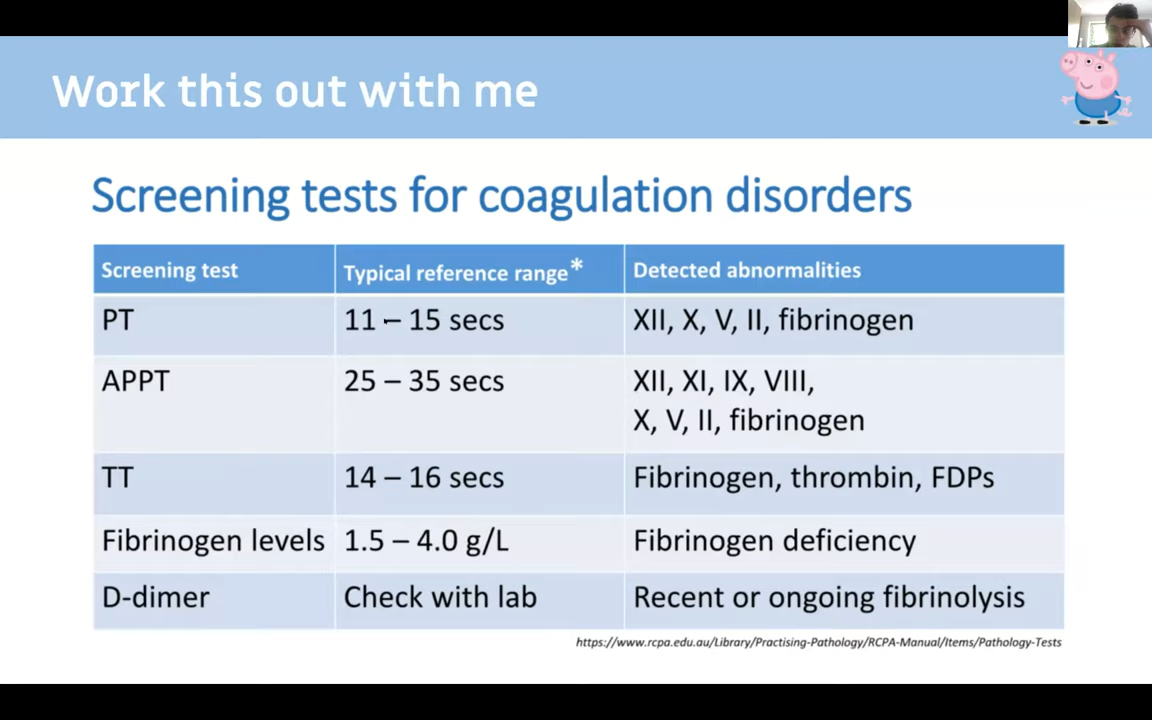 Work this out with me
Screening tests for coagulation disorders
Screening test Typical reference range* Detected abnormalities
PT 11 – 15 secs XII, X, V, II, fibrinogen
APPT 25 – 35 secs XII, XI, IX, VIII,
X, V, II, fibrinogen
TT 14 – 16 secs Fibrinogen, thrombin, FDPs
Fibrinogen levels 1.5 – 4.0 g/L Fibrinogen deficiency
D-dimer Check with lab Recent or ongoing fibrinolysis
https://www.rcpa.edu.au/Library/Practising-Pathology/RCPA-Manual/Items/Pathology-Tests